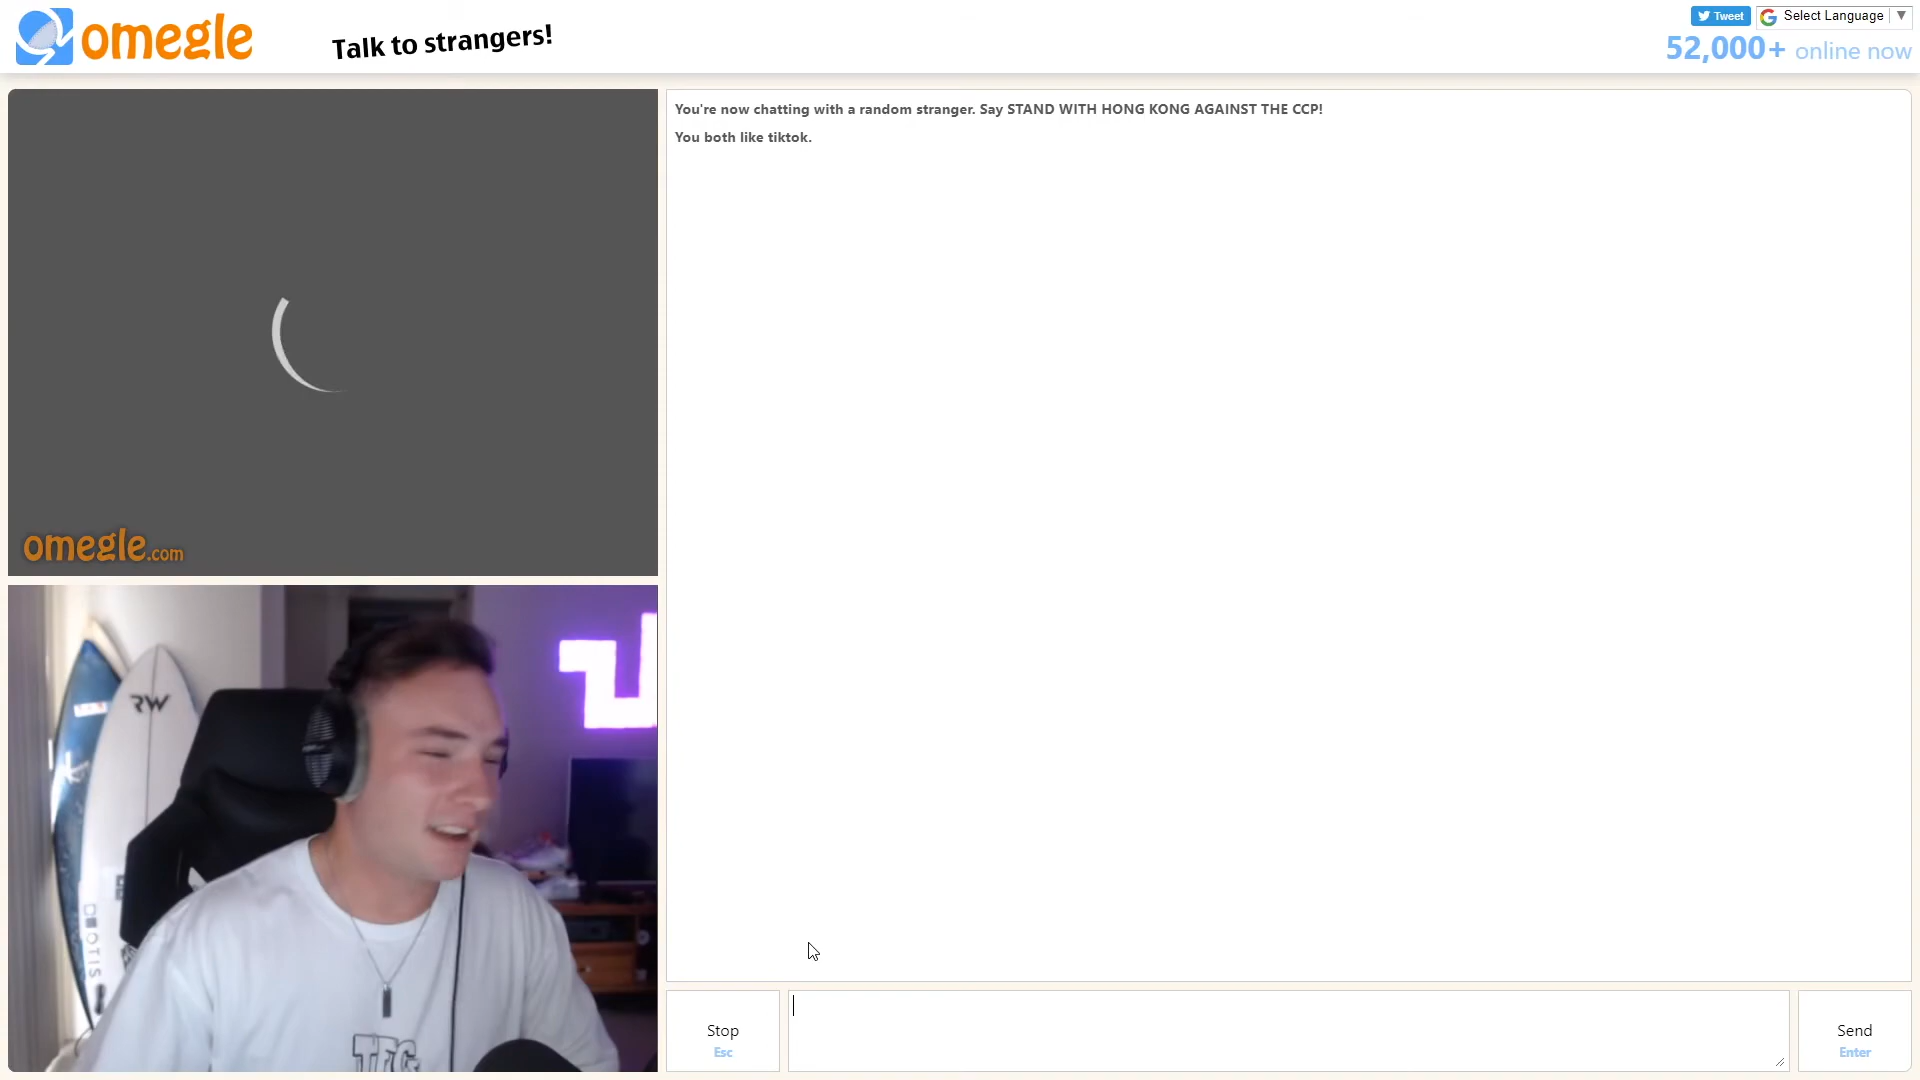 omegle
Talk to strangers!
Tweet
Select Language
52,000+ online now
You're now chatting with a random stranger. Say STAND WITH HONG KONG AGAINST THE CCP!
You both like tiktok.
omegle.com
RW
OTIS
Stop
Esc
Send
Enter